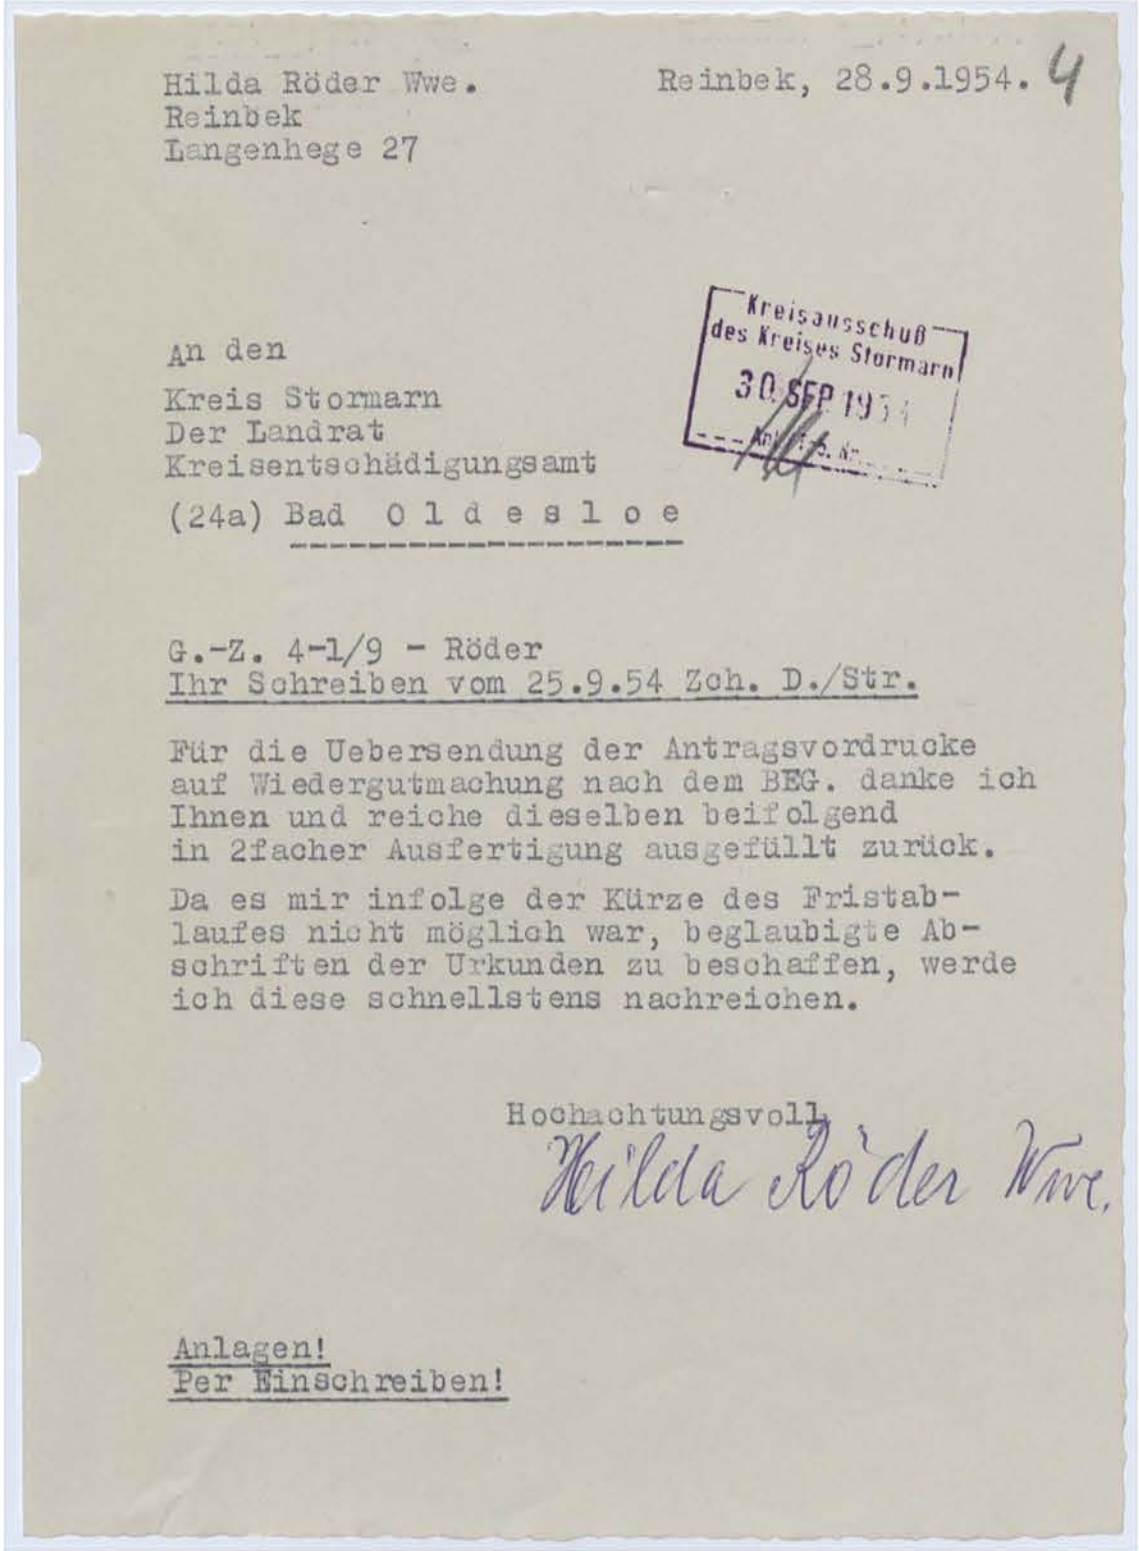 Hilda Röder Wwe.
Reinbek, 28.9.1954. 4
Reinbek
Langenhege 27
Kreisausschuß
des Kreises Stormarn
30. SEP. 1954
An den
Kreis Stormarn
Der Landrat
Kreisentschädigungsamt
(24a) Bad O l d e s l o e
G.-Z. 4-1/9 - Röder
Ihr Schreiben vom 25.9.54 Zch. D./Str.
Für die Uebersendung der Antragsvordrucke
auf Wiedergutmachung nach dem BEG. danke ich
Ihnen und reiche dieselben beifolgend
in 2facher Ausfertigung ausgefüllt zurück.
Da es mir infolge der Kürze des Fristab-
laufes nicht möglich war, beglaubigte Ab-
schriften der Urkunden zu beschaffen, werde
ich diese schnellstens nachreichen.
Hochachtungsvoll
Hilda Röder Wwe.
Anlagen!
Per Einschreiben!